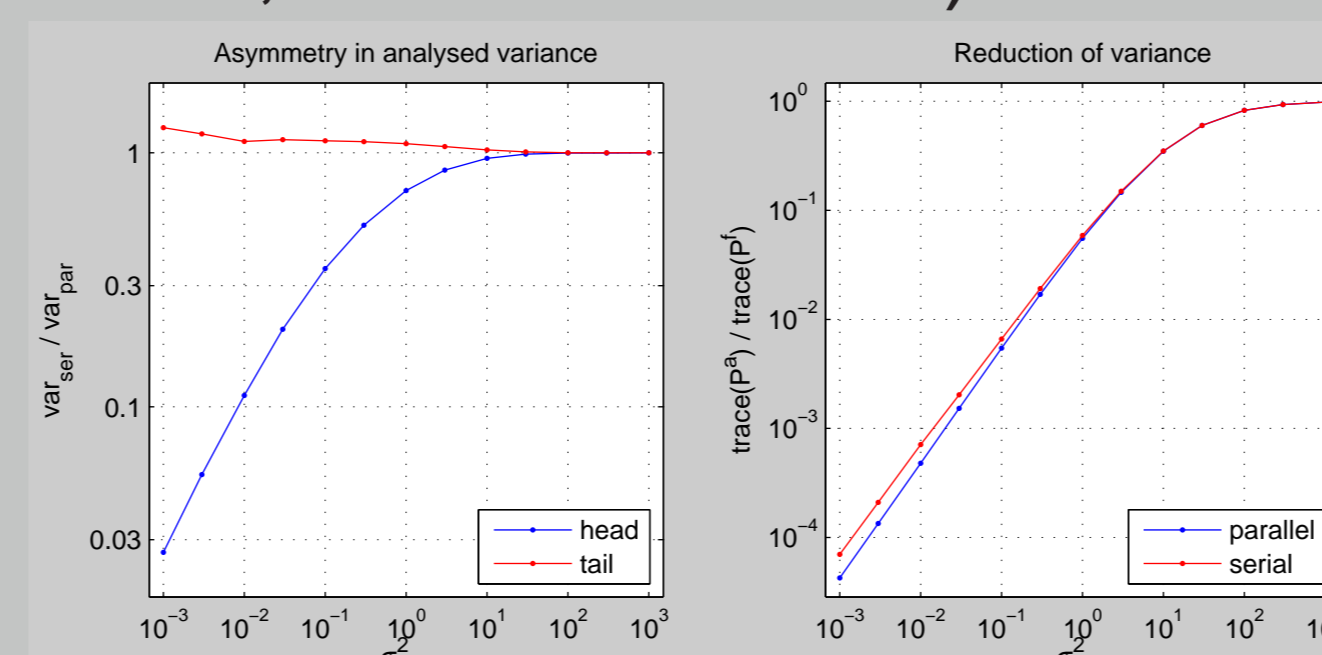 Asymmetry in analysed variance
var_ser / var_par
1
0.3
0.1
0.03
head
tail
10^−3 10^−2 10^−1 10^0 10^1 10^2 10^3
Reduction of variance
trace(P^a) / trace(P^f)
10^0
10^−1
10^−2
10^−3
10^−4
parallel
serial
10^−3 10^−2 10^−1 10^0 10^1 10^2